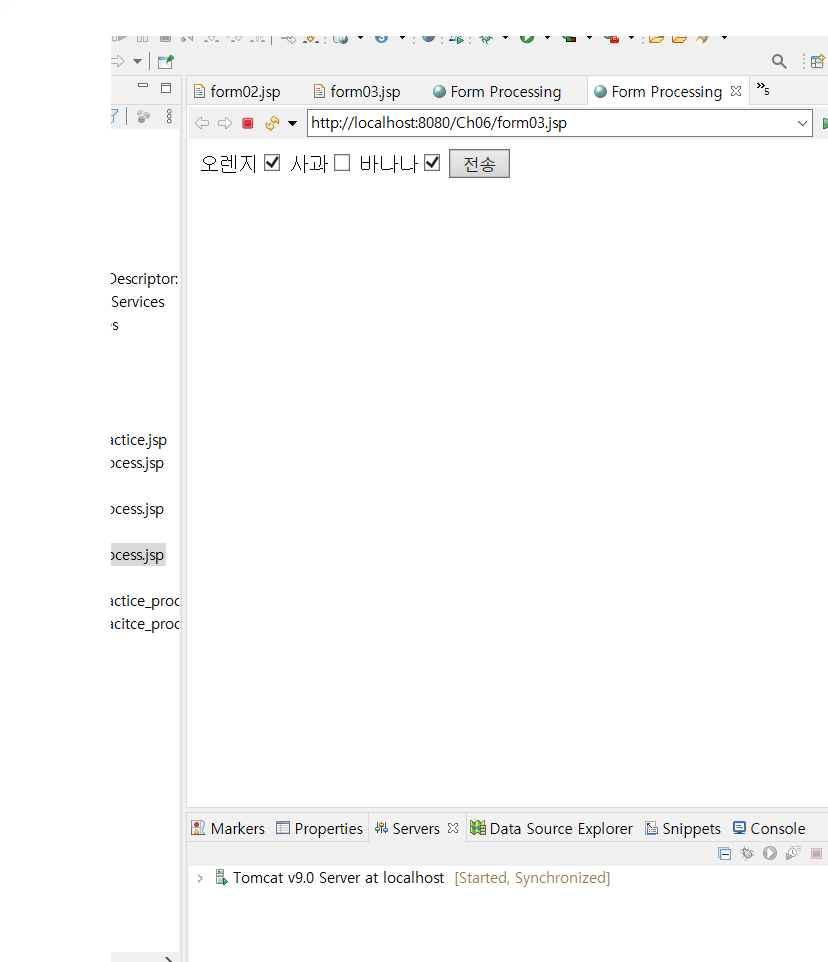 form02.jsp form03.jsp Form Processing Form Processing »5
http://localhost:8080/Ch06/form03.jsp
오렌지 사과 바나나 전송
Descriptor:
Services
es
actice.jsp
ocess.jsp
ocess.jsp
ocess.jsp
actice_proc
acitce_proc
Markers Properties Servers Data Source Explorer Snippets Console
Tomcat v9.0 Server at localhost [Started, Synchronized]